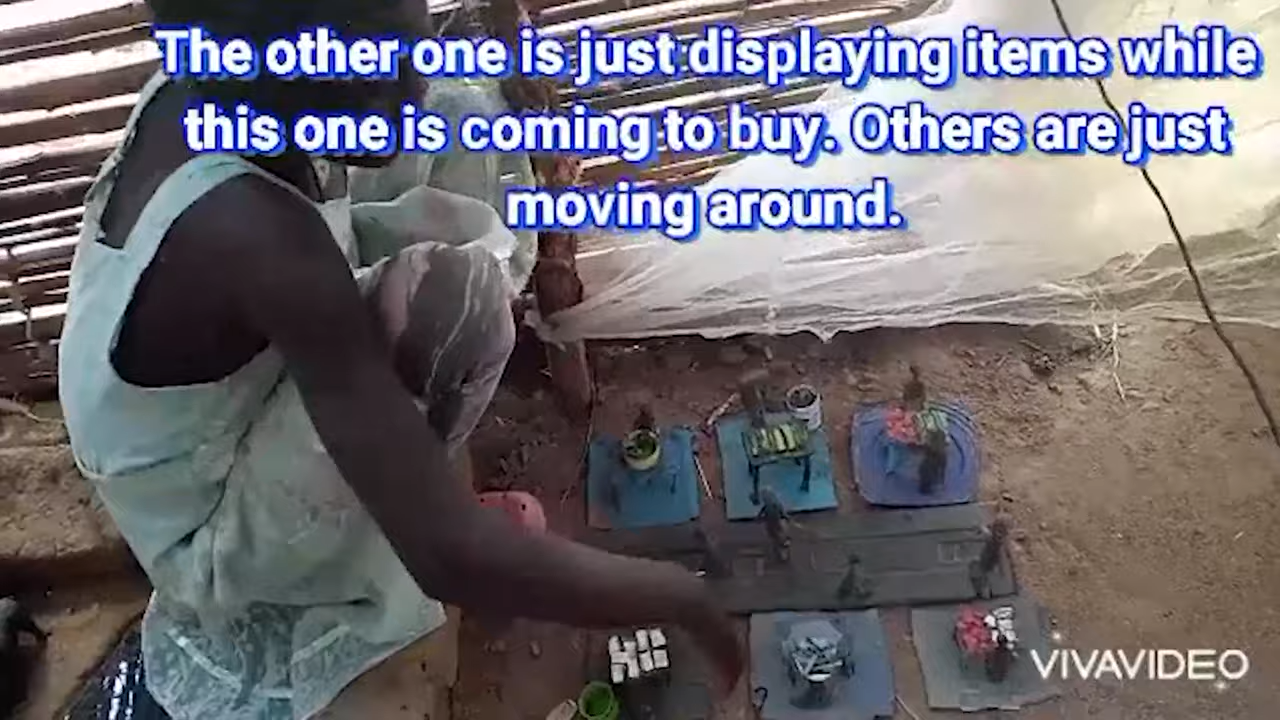 The other one is just displaying items while
this one is coming to buy. Others are just
moving around.
VIVAVIDEO